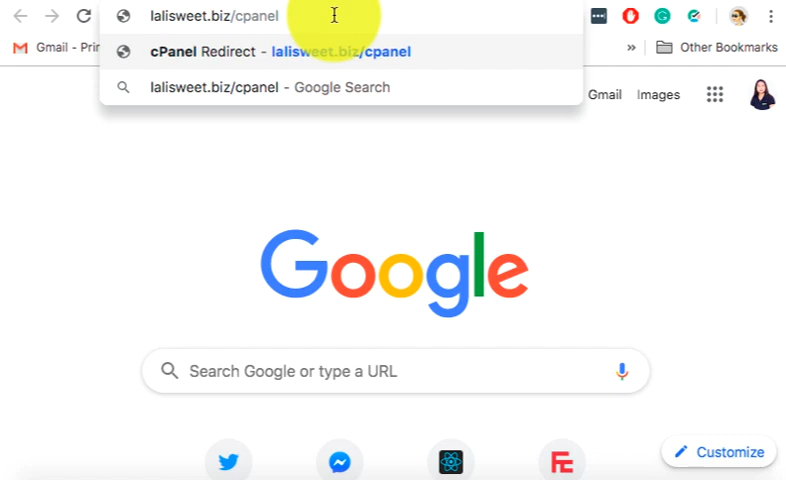 lalisweet.biz/cpanel
Gmail - Pri
cPanel Redirect - lalisweet.biz/cpanel
» Other Bookmarks
lalisweet.biz/cpanel - Google Search
Gmail Images
Google
Search Google or type a URL
Customize